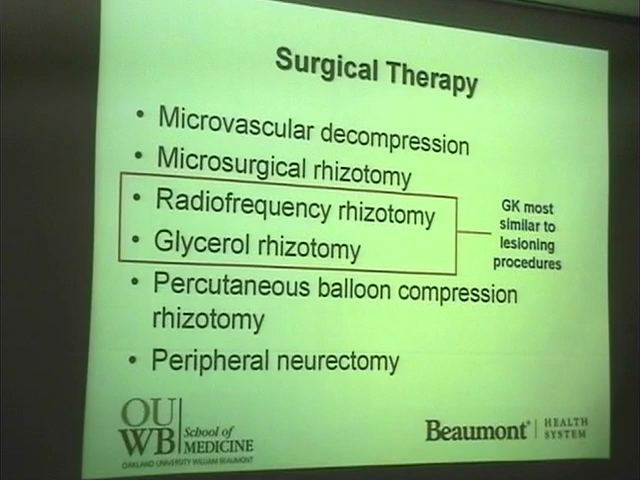 Surgical Therapy
• Microvascular decompression
• Microsurgical rhizotomy
• Radiofrequency rhizotomy
• Glycerol rhizotomy
GK most
similar to
lesioning
procedures
• Percutaneous balloon compression
rhizotomy
• Peripheral neurectomy
OU
WB
School of
MEDICINE
OAKLAND UNIVERSITY WILLIAM BEAUMONT
Beaumont®
HEALTH
SYSTEM